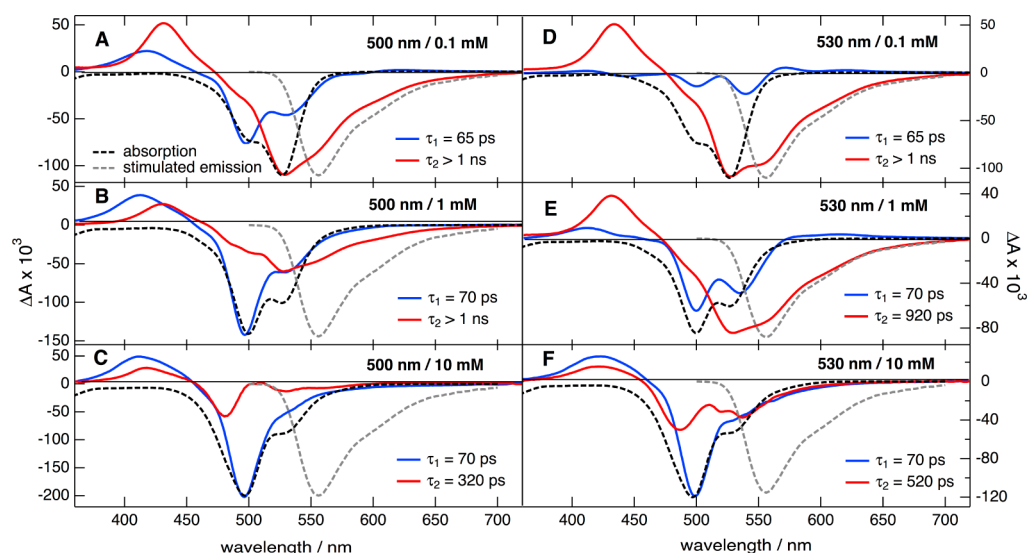 A
500 nm / 0.1 mM
50
0
-50
-100
absorption
stimulated emission
τ1 = 65 ps
τ2 > 1 ns
D
530 nm / 0.1 mM
50
0
-50
-100
τ1 = 65 ps
τ2 > 1 ns
B
500 nm / 1 mM
50
0
-50
-100
-150
τ1 = 70 ps
τ2 > 1 ns
E
530 nm / 1 mM
40
0
-40
-80
τ1 = 70 ps
τ2 = 920 ps
ΔA x 10³
ΔA x 10³
C
500 nm / 10 mM
50
0
-50
-100
-150
-200
τ1 = 70 ps
τ2 = 320 ps
F
530 nm / 10 mM
0
-40
-80
-120
τ1 = 70 ps
τ2 = 520 ps
400 450 500 550 600 650 700
400 450 500 550 600 650 700
wavelength / nm
wavelength / nm